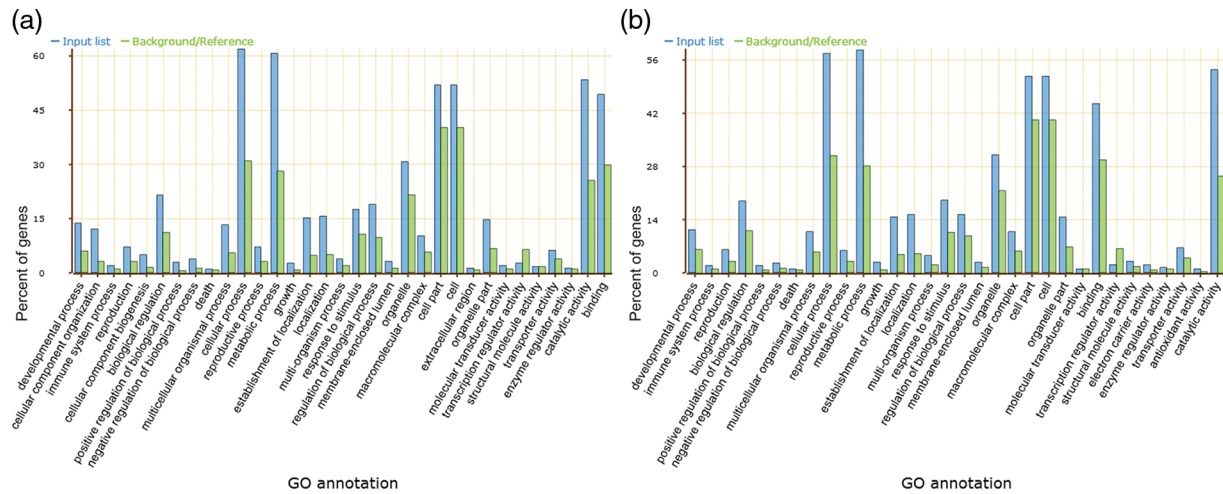 (a)
Input list Background/Reference
60
45
30
15
0
Percent of genes
developmental process
cellular component organization
immune system process
reproduction
cellular component biogenesis
biological regulation
positive regulation of biological process
negative regulation of biological process
death
multicellular organismal process
cellular process
reproductive process
metabolic process
growth
establishment of localization
localization
multi-organism process
response to stimulus
regulation of biological process
membrane-enclosed lumen
organelle
macromolecular complex
cell part
cell
extracellular region
organelle part
molecular transducer activity
transcription regulator activity
structural molecule activity
transporter activity
enzyme regulator activity
catalytic activity
binding
GO annotation
(b)
Input list Background/Reference
56
42
28
14
0
Percent of genes
developmental process
immune system process
reproduction
biological regulation
positive regulation of biological process
negative regulation of biological process
death
multicellular organismal process
cellular process
reproductive process
metabolic process
growth
establishment of localization
localization
multi-organism process
response to stimulus
regulation of biological process
membrane-enclosed lumen
organelle
macromolecular complex
cell part
cell
organelle part
molecular transducer activity
binding
transcription regulator activity
structural molecule activity
electron carrier activity
enzyme regulator activity
transporter activity
antioxidant activity
catalytic activity
GO annotation